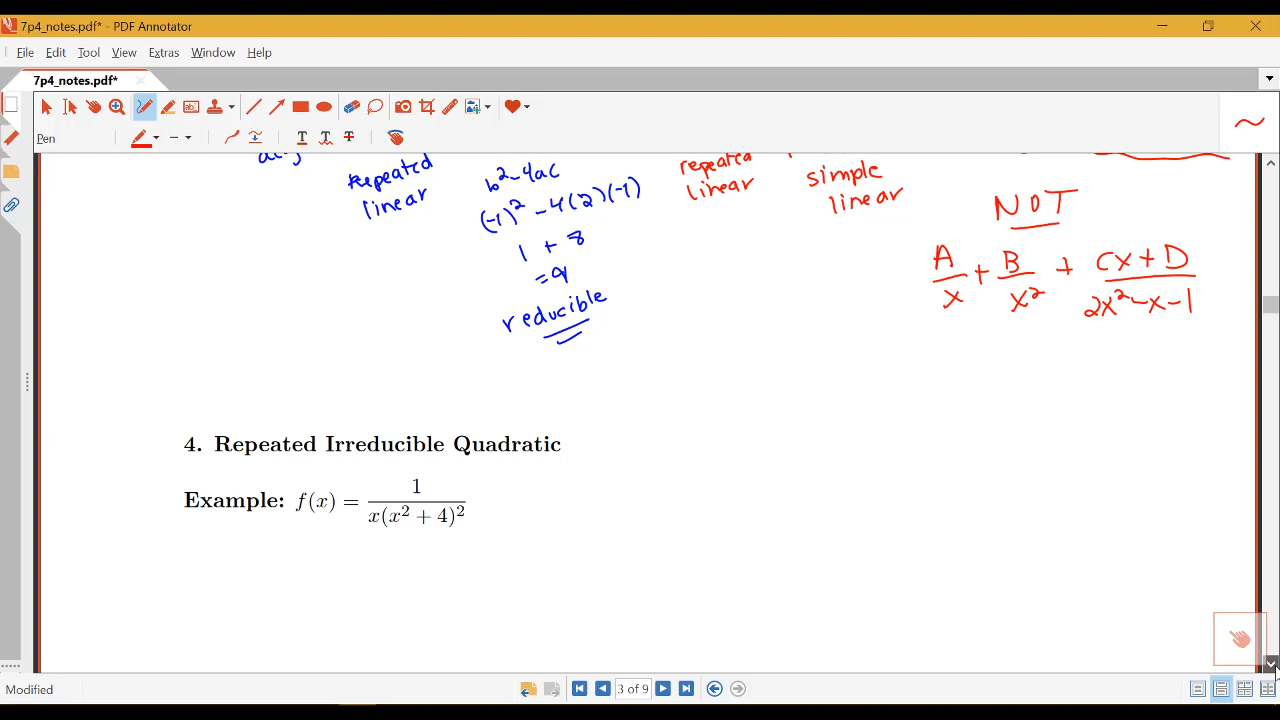 7p4_notes.pdf* - PDF Annotator
File Edit Tool View Extras Window Help
7p4_notes.pdf*
Pen
repeated
linear
b²-4ac
(-1)² - 4(2)(-1)
1 + 8
= 9
reducible
repeated
linear
simple
linear
NOT
A/x + B/x² + Cx+D/2x²-x-1
4. Repeated Irreducible Quadratic
Example: f(x) = 1/x(x² + 4)²
Modified
3 of 9